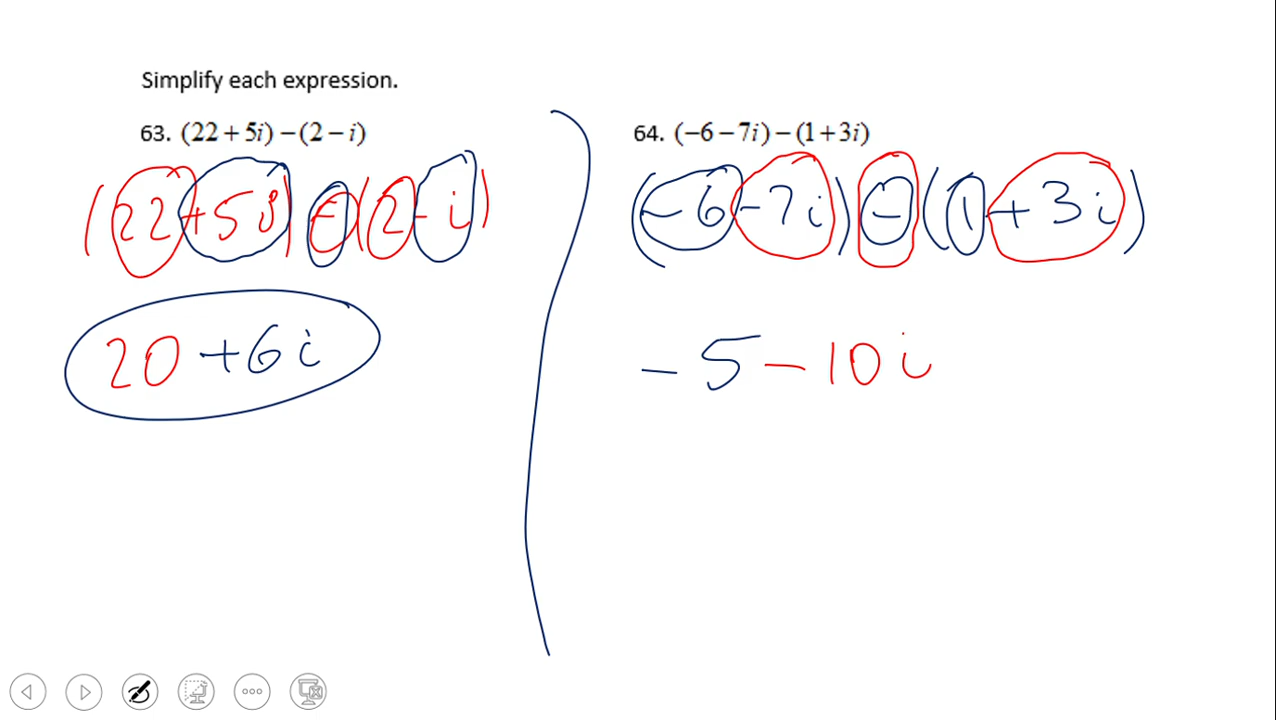 Simplify each expression.
63. (22 + 5i) – (2 – i)
(22+5i) - (2-i)
20 +6i
64. (–6 – 7i) – (1 + 3i)
(-6-7i) - (1+3i)
-5-10i